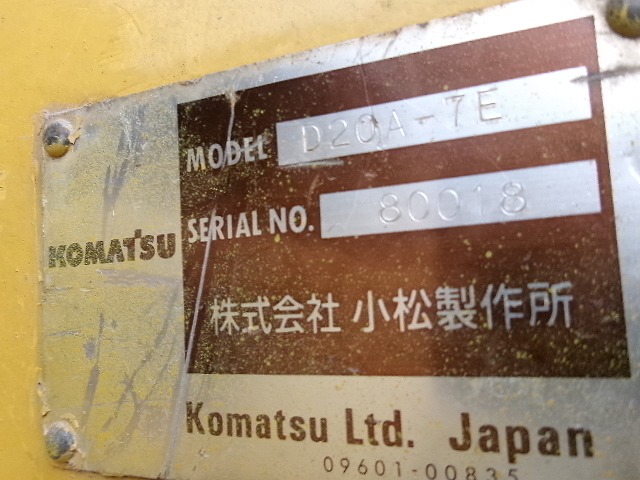 MODEL D20A-7E
SERIAL NO. 80018
KOMATSU
株式会社 小松製作所
Komatsu Ltd. Japan
09601-00835